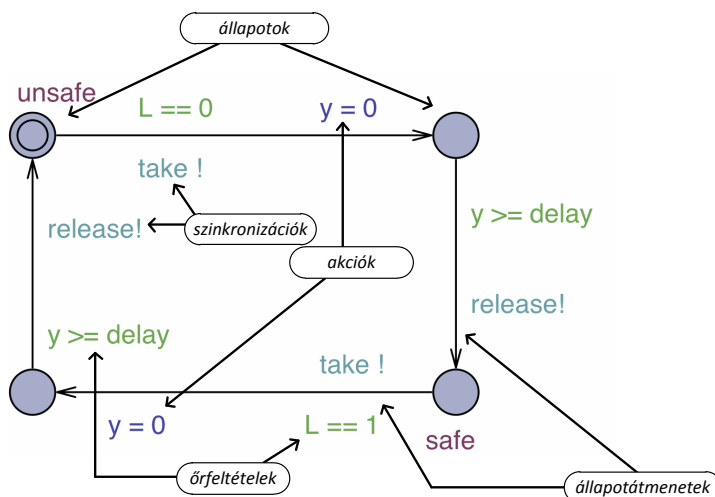 állapotok
unsafe
L == 0
y = 0
take !
release!
szinkronizációk
y >= delay
akciók
release!
y >= delay
take !
y = 0
L == 1
safe
őrfeltételek
állapotátmenetek